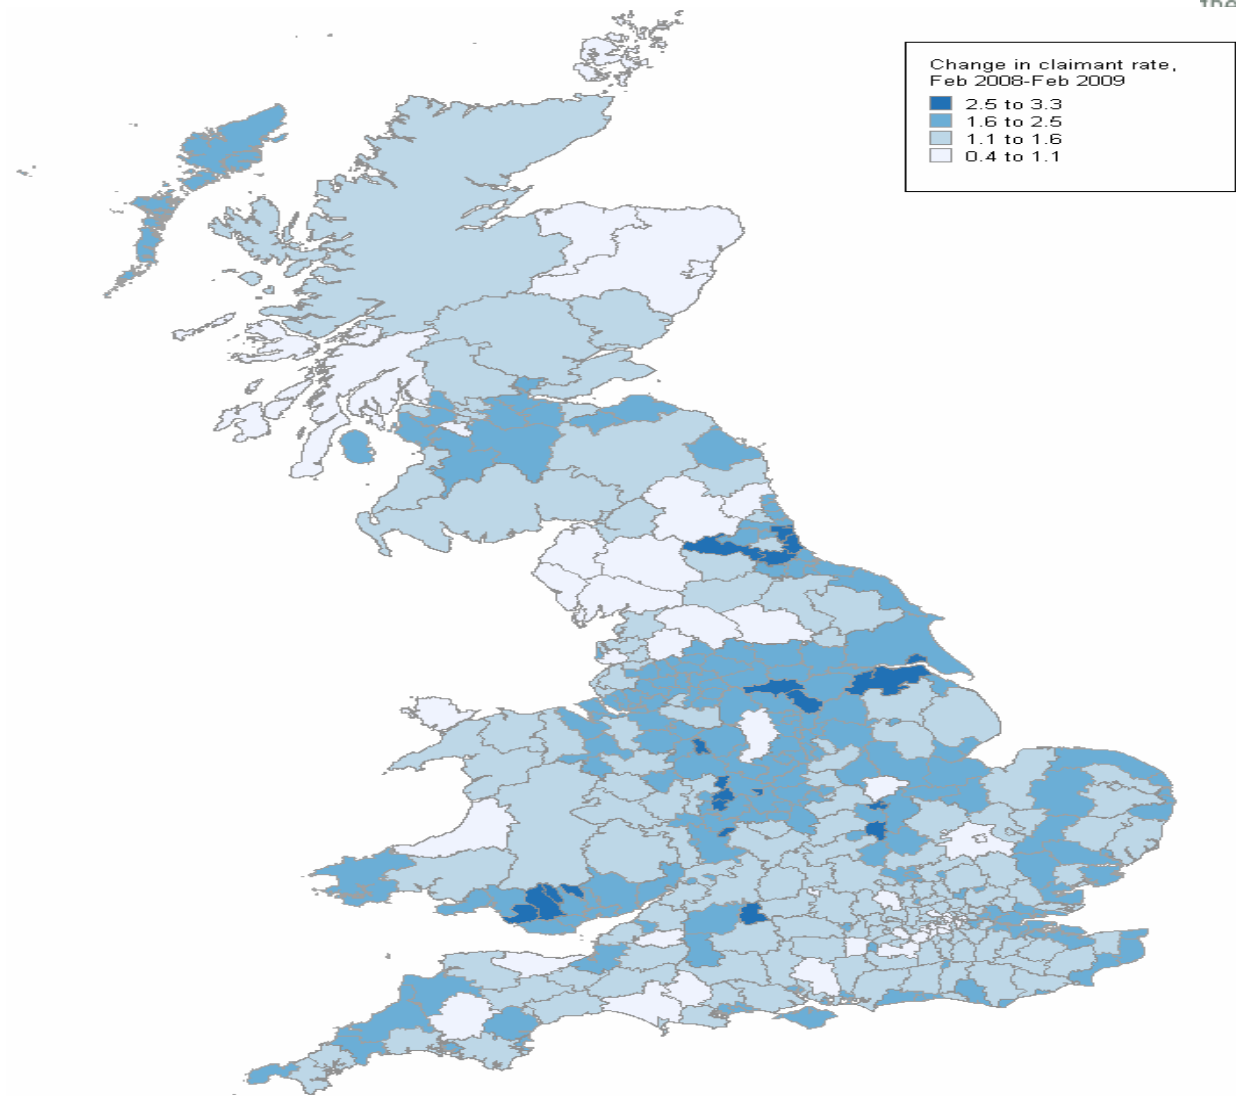 Change in claimant rate,
Feb 2008-Feb 2009
2.5 to 3.3
1.6 to 2.5
1.1 to 1.6
0.4 to 1.1